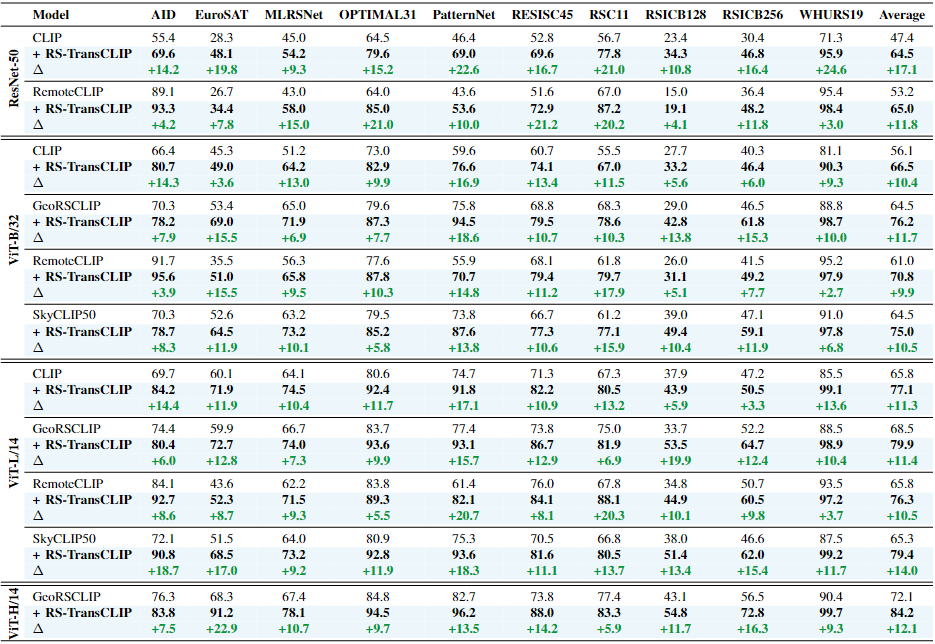 Model AID EuroSAT MLRSNet OPTIMAL31 PatternNet RESISC45 RSC11 RSICB128 RSICB256 WHURS19 Average
ResNet-50
CLIP 55.4 28.3 45.0 64.5 46.4 52.8 56.7 23.4 30.4 71.3 47.4
+ RS-TransCLIP 69.6 48.1 54.2 79.6 69.0 69.6 77.8 34.3 46.8 95.9 64.5
Δ +14.2 +19.8 +9.3 +15.2 +22.6 +16.7 +21.0 +10.8 +16.4 +24.6 +17.1
RemoteCLIP 89.1 26.7 43.0 64.0 43.6 51.6 67.0 15.0 36.4 95.4 53.2
+ RS-TransCLIP 93.3 34.4 58.0 85.0 53.6 72.9 87.2 19.1 48.2 98.4 65.0
Δ +4.2 +7.8 +15.0 +21.0 +10.0 +21.2 +20.2 +4.1 +11.8 +3.0 +11.8
ViT-B/32
CLIP 66.4 45.3 51.2 73.0 59.6 60.7 55.5 27.7 40.3 81.1 56.1
+ RS-TransCLIP 80.7 49.0 64.2 82.9 76.6 74.1 67.0 33.2 46.4 90.3 66.5
Δ +14.3 +3.6 +13.0 +9.9 +16.9 +13.4 +11.5 +5.6 +6.0 +9.3 +10.4
GeoRSCLIP 70.3 53.4 65.0 79.6 75.8 68.8 68.3 29.0 46.5 88.8 64.5
+ RS-TransCLIP 78.2 69.0 71.9 87.3 94.5 79.5 78.6 42.8 61.8 98.7 76.2
Δ +7.9 +15.5 +6.9 +7.7 +18.6 +10.7 +10.3 +13.8 +15.3 +10.0 +11.7
RemoteCLIP 91.7 35.5 56.3 77.6 55.9 68.1 61.8 26.0 41.5 95.2 61.0
+ RS-TransCLIP 95.6 51.0 65.8 87.8 70.7 79.4 79.7 31.1 49.2 97.9 70.8
Δ +3.9 +15.5 +9.5 +10.3 +14.8 +11.2 +17.9 +5.1 +7.7 +2.7 +9.9
SkyCLIP50 70.3 52.6 63.2 79.5 73.8 66.7 61.2 39.0 47.1 91.0 64.5
+ RS-TransCLIP 78.7 64.5 73.2 85.2 87.6 77.3 77.1 49.4 59.1 97.8 75.0
Δ +8.3 +11.9 +10.1 +5.8 +13.8 +10.6 +15.9 +10.4 +11.9 +6.8 +10.5
ViT-L/14
CLIP 69.7 60.1 64.1 80.6 74.7 71.3 67.3 37.9 47.2 85.5 65.8
+ RS-TransCLIP 84.2 71.9 74.5 92.4 91.8 82.2 80.5 43.9 50.5 99.1 77.1
Δ +14.4 +11.9 +10.4 +11.7 +17.1 +10.9 +13.2 +5.9 +3.3 +13.6 +11.3
GeoRSCLIP 74.4 59.9 66.7 83.7 77.4 73.8 75.0 33.7 52.2 88.5 68.5
+ RS-TransCLIP 80.4 72.7 74.0 93.6 93.1 86.7 81.9 53.5 64.7 98.9 79.9
Δ +6.0 +12.8 +7.3 +9.9 +15.7 +12.9 +6.9 +19.9 +12.4 +10.4 +11.4
RemoteCLIP 84.1 43.6 62.2 83.8 61.4 76.0 67.8 34.8 50.7 93.5 65.8
+ RS-TransCLIP 92.7 52.3 71.5 89.3 82.1 84.1 88.1 44.9 60.5 97.2 76.3
Δ +8.6 +8.7 +9.3 +5.5 +20.7 +8.1 +20.3 +10.1 +9.8 +3.7 +10.5
SkyCLIP50 72.1 51.5 64.0 80.9 75.3 70.5 66.8 38.0 46.6 87.5 65.3
+ RS-TransCLIP 90.8 68.5 73.2 92.8 93.6 81.6 80.5 51.4 62.0 99.2 79.4
Δ +18.7 +17.0 +9.2 +11.9 +18.3 +11.1 +13.7 +13.4 +15.4 +11.7 +14.0
ViT-H/14
GeoRSCLIP 76.3 68.3 67.4 84.8 82.7 73.8 77.4 43.1 56.5 90.4 72.1
+ RS-TransCLIP 83.8 91.2 78.1 94.5 96.2 88.0 83.3 54.8 72.8 99.7 84.2
Δ +7.5 +22.9 +10.7 +9.7 +13.5 +14.2 +5.9 +11.7 +16.3 +9.3 +12.1